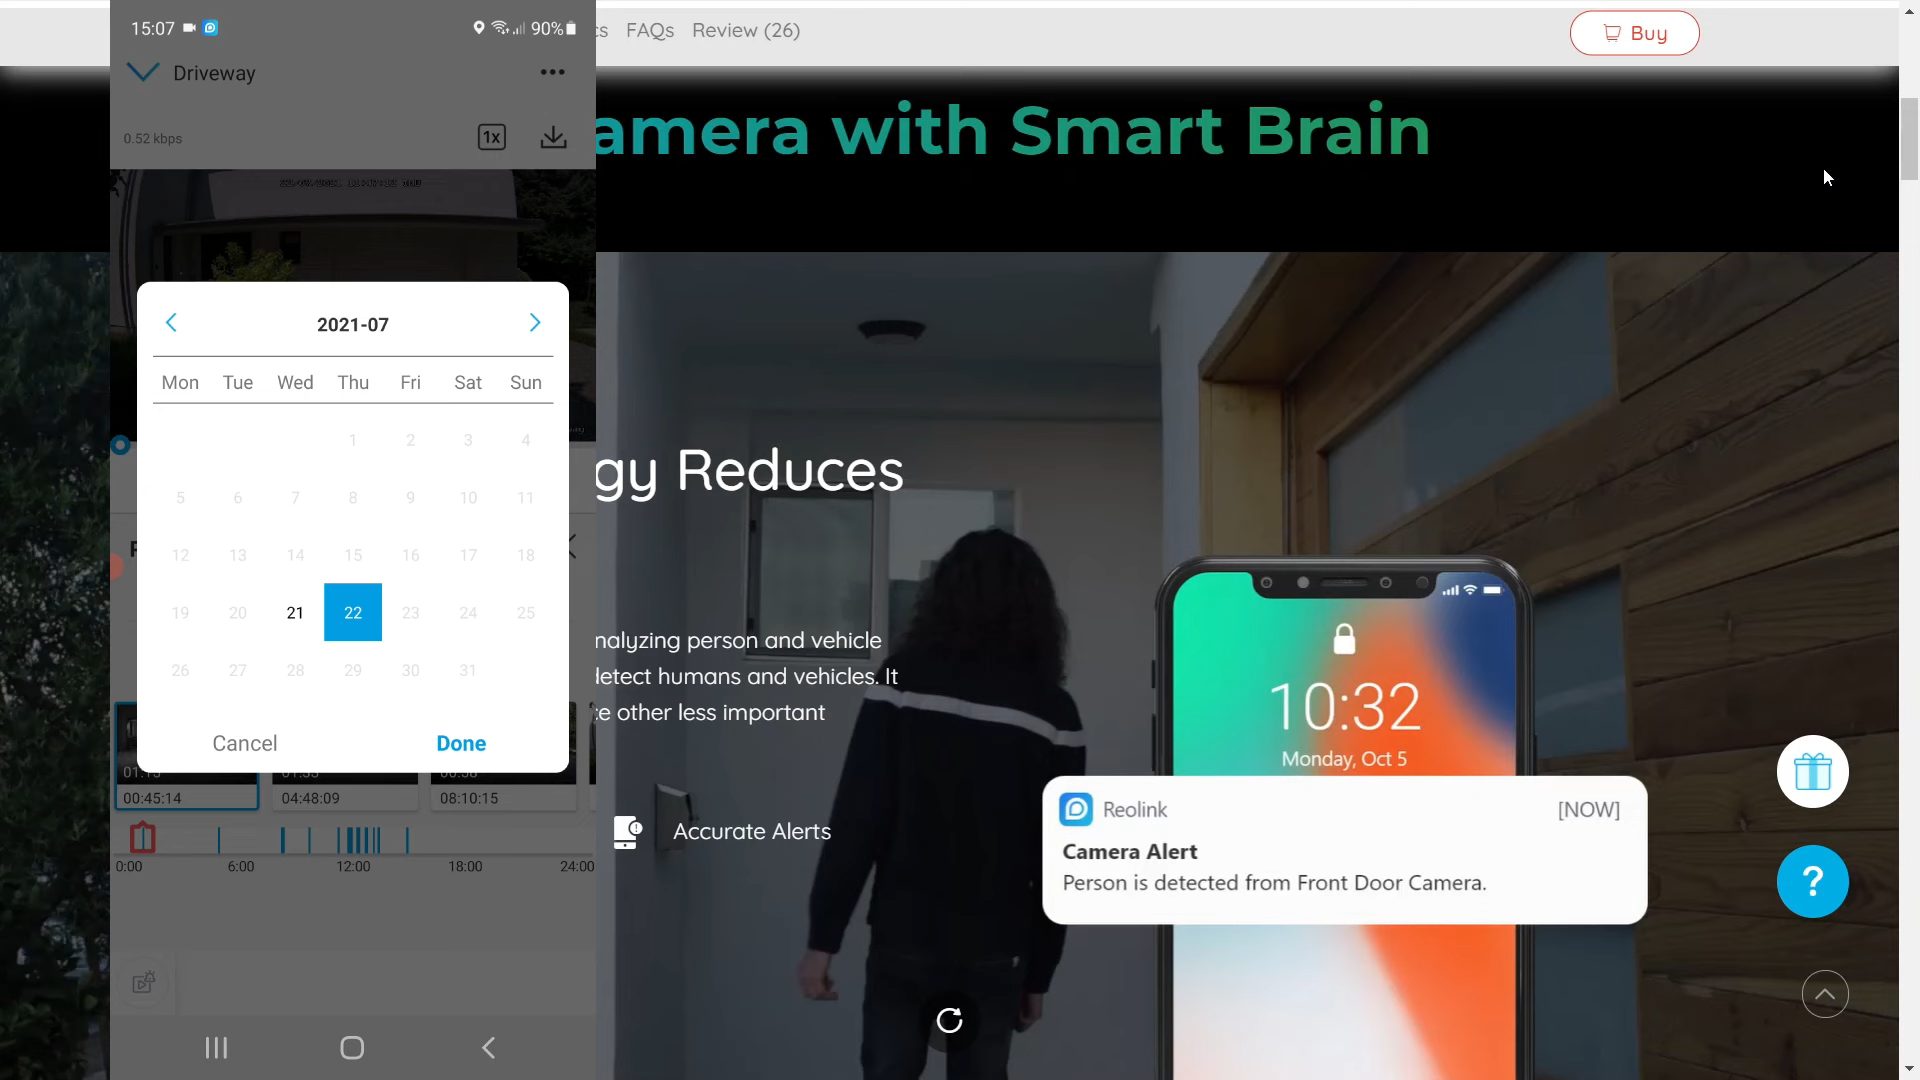 15:07
90%
Driveway
0.52 kbps
1x
2021-07
Mon Tue Wed Thu Fri Sat Sun
1 2 3 4
5 6 7 8 9 10 11
12 13 14 15 16 17 18
19 20 21 22 23 24 25
26 27 28 29 30 31
Cancel Done
00:45:14 04:48:09 08:10:15
0:00 6:00 12:00 18:00 24:00
FAQs Review (26)
Buy
amera with Smart Brain
gy Reduces
nalyzing person and vehicle
etect humans and vehicles. It
e other less important
Accurate Alerts
10:32
Monday, Oct 5
Reolink [NOW]
Camera Alert
Person is detected from Front Door Camera.
?